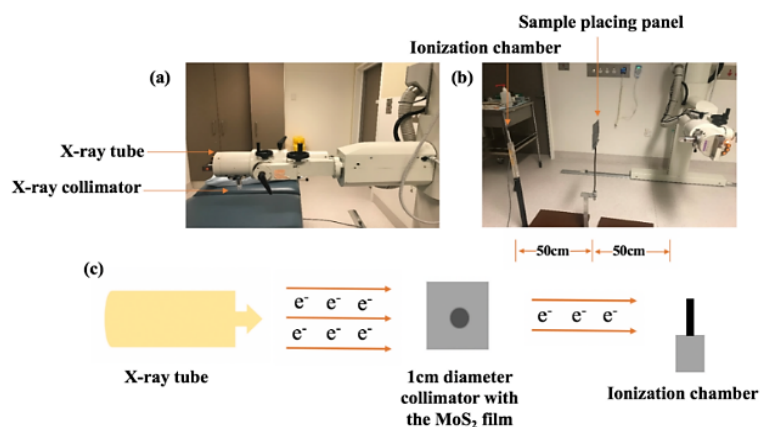 Sample placing panel
Ionization chamber
(a)
(b)
X-ray tube
X-ray collimator
50cm
50cm
(c)
e⁻ e⁻ e⁻
e⁻ e⁻ e⁻
e⁻ e⁻ e⁻
X-ray tube
1cm diameter
collimator with
the MoS₂ film
Ionization chamber